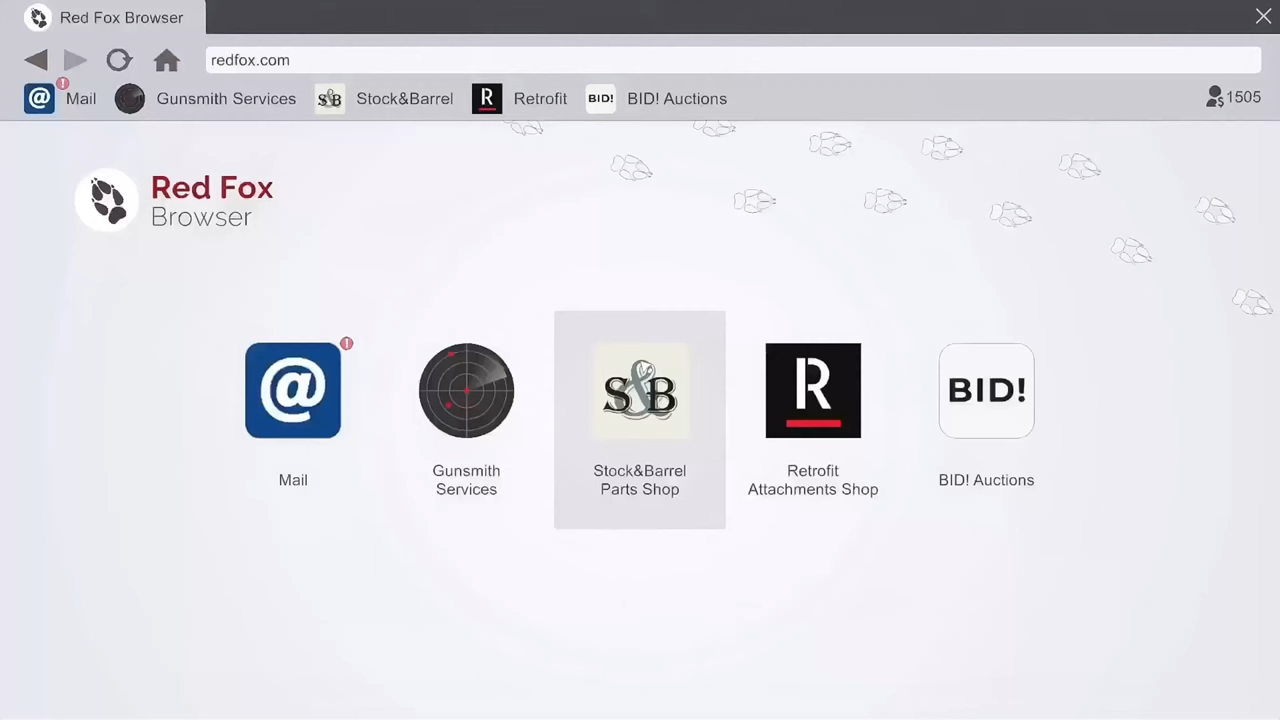 Red Fox Browser
redfox.com
@ ! Mail Gunsmith Services S&B Stock&Barrel R Retrofit BID! BID! Auctions $ 1505
Red Fox
Browser
@ ! S&B R BID!
Mail
Gunsmith
Services
Stock&Barrel
Parts Shop
Retrofit
Attachments Shop
BID! Auctions